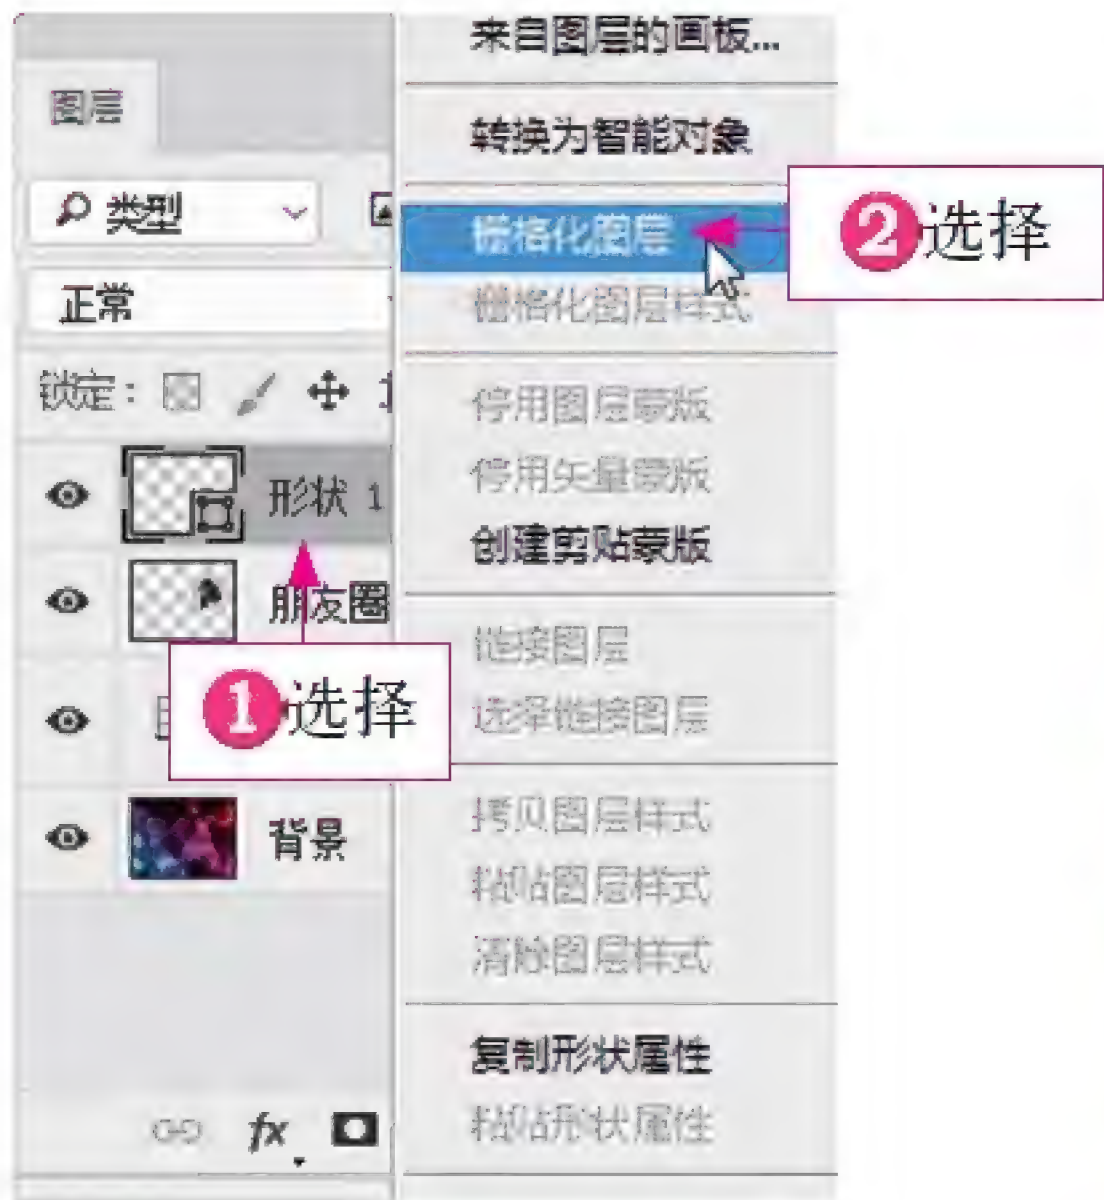 图层
类型
正常
锁定：
形状 1
朋友圈
背景
fx
❶选择
来自图层的画板...
转换为智能对象
栅格化图层
栅格化图层样式
停用图层蒙版
停用矢量蒙版
创建剪贴蒙版
链接图层
选择链接图层
拷贝图层样式
粘贴图层样式
清除图层样式
复制形状属性
粘贴形状属性
❷选择